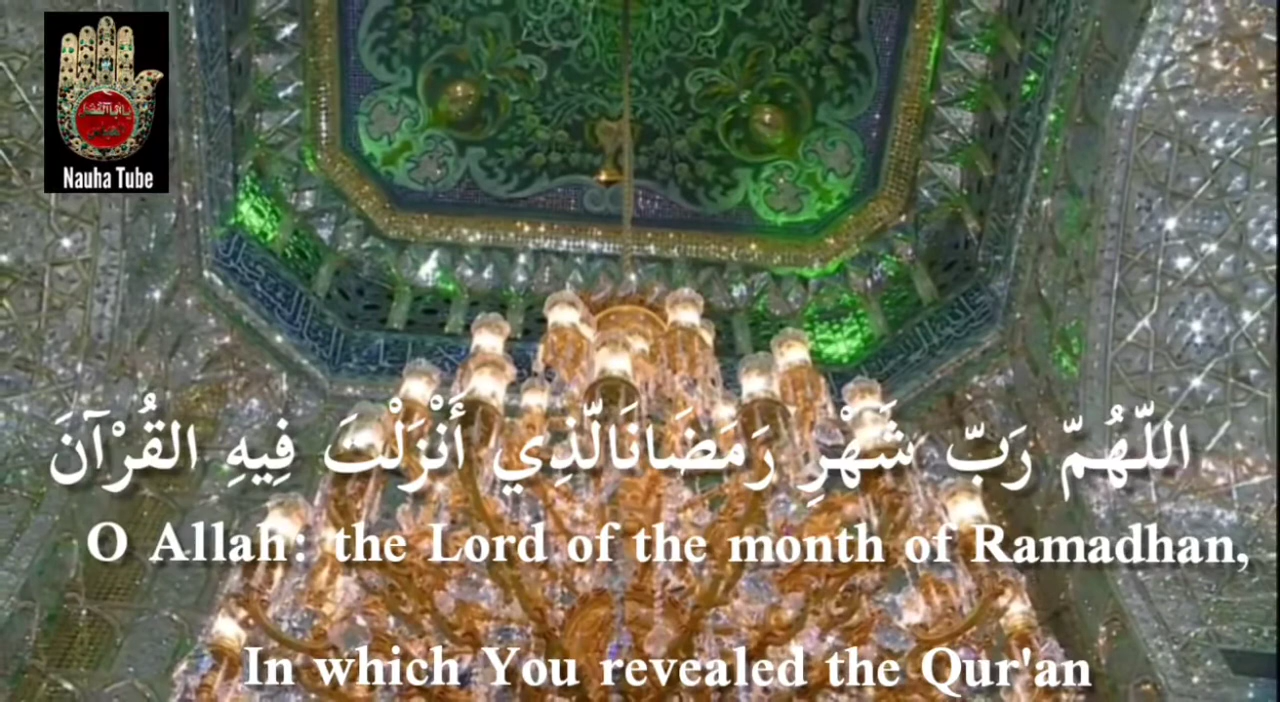 Nauha Tube
اللّهُمّ رَبّ شَهْرِ رَمَضَانَالّذِي أَنْزَلْتَ فِيهِ القُرْآنَ
O Allah: the Lord of the month of Ramadhan,
In which You revealed the Qur'an